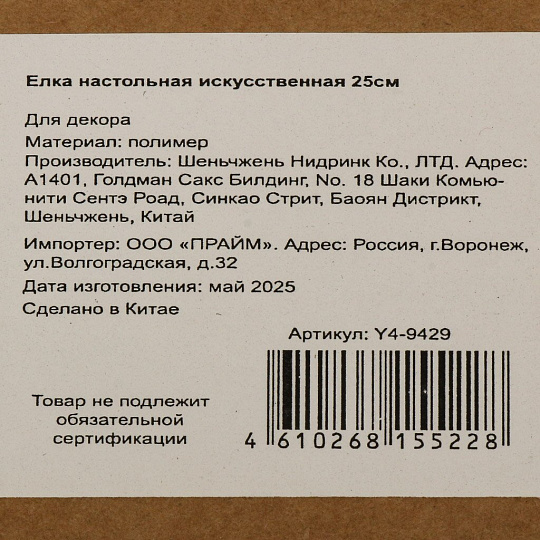 Елка настольная искусственная 25см
Для декора
Материал: полимер
Производитель: Шеньчжень Нидринк Ко., ЛТД. Адрес:
А1401, Голдман Сакс Билдинг, No. 18 Шаки Комью-
нити Сентэ Роад, Синкао Стрит, Баоян Дистрикт,
Шеньчжень, Китай
Импортер: ООО «ПРАЙМ». Адрес: Россия, г.Воронеж,
ул.Волгоградская, д.32
Дата изготовления: май 2025
Сделано в Китае
Артикул: Y4-9429
Товар не подлежит
обязательной
сертификации
4 610268 155228